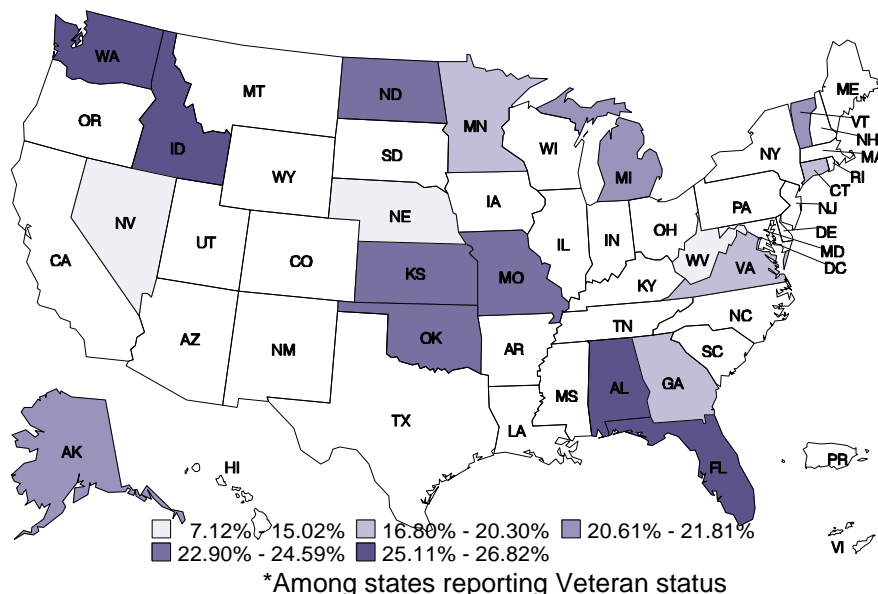 WA
MT
ND
MN
ME
VT
NH
OR
ID
SD
WI
NY
MA
MI
RI
WY
CT
NV
NE
IA
PA
NJ
OH
UT
IL
IN
DE
MD
CA
CO
KS
MO
WV
VA
DC
KY
AZ
NM
OK
AR
TN
NC
SC
MS
AL
GA
TX
LA
AK
HI
FL
PR
7.12% - 15.02% 16.80% - 20.30% 20.61% - 21.81%
22.90% - 24.59% 25.11% - 26.82%
VI
*Among states reporting Veteran status